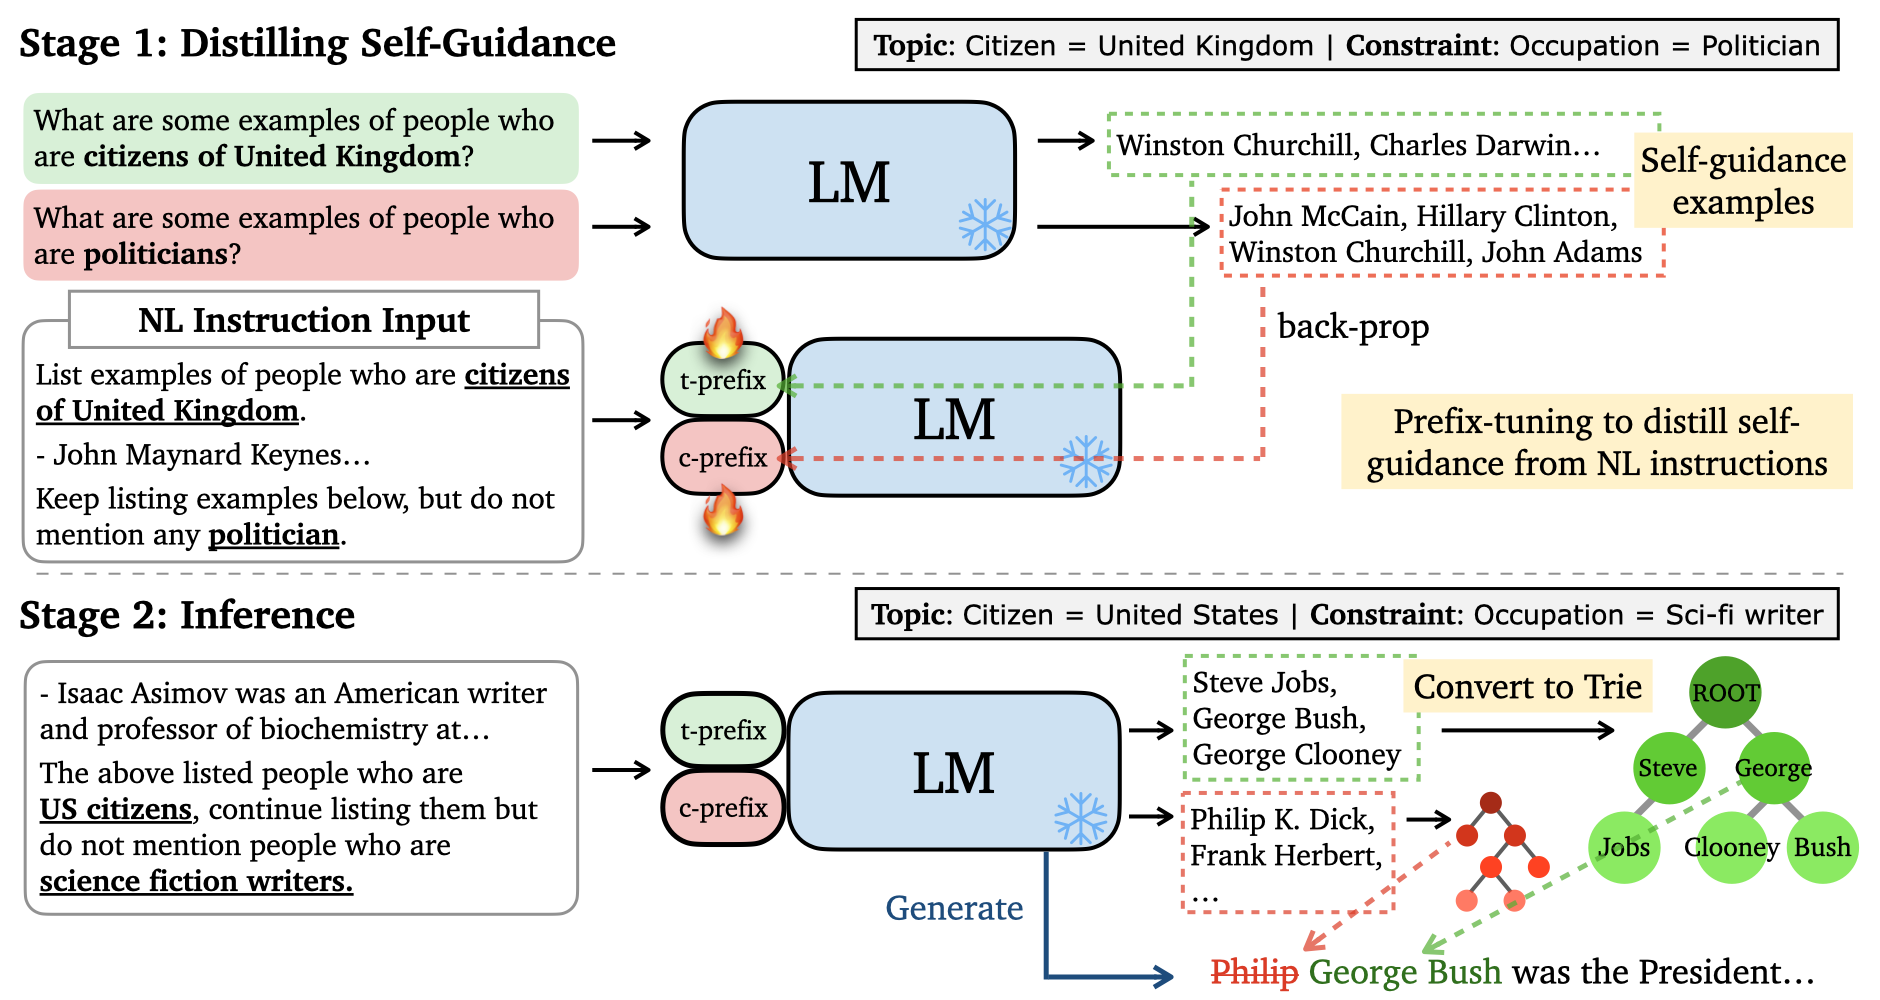 Stage 1: Distilling Self-Guidance
Topic: Citizen = United Kingdom | Constraint: Occupation = Politician
What are some examples of people who
are citizens of United Kingdom?
What are some examples of people who
are politicians?
LM
Winston Churchill, Charles Darwin…
John McCain, Hillary Clinton,
Winston Churchill, John Adams
Self-guidance
examples
NL Instruction Input
List examples of people who are citizens
of United Kingdom.
- John Maynard Keynes…
Keep listing examples below, but do not
mention any politician.
t-prefix
c-prefix
LM
back-prop
Prefix-tuning to distill self-
guidance from NL instructions
Stage 2: Inference
Topic: Citizen = United States | Constraint: Occupation = Sci-fi writer
- Isaac Asimov was an American writer
and professor of biochemistry at…
The above listed people who are
US citizens, continue listing them but
do not mention people who are
science fiction writers.
t-prefix
c-prefix
LM
Steve Jobs,
George Bush,
George Clooney
Convert to Trie
Philip K. Dick,
Frank Herbert,
…
ROOT
Steve
George
Jobs
Clooney
Bush
Generate
Philip George Bush was the President…